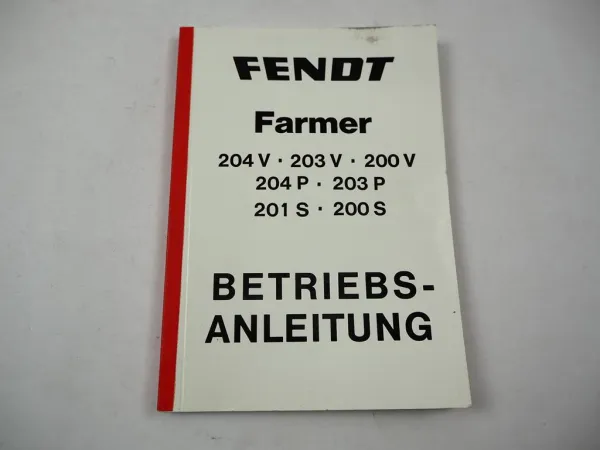 FENDT
Farmer
204 V · 203 V · 200 V
204 P · 203 P
201 S · 200 S
BETRIEBS-
ANLEITUNG